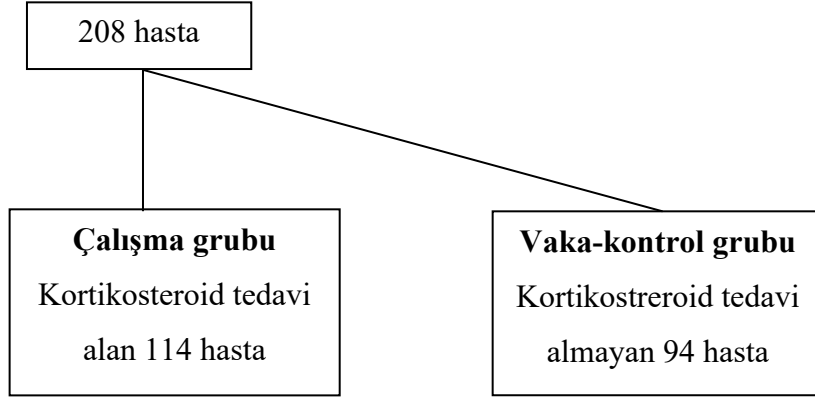 208 hasta
Çalışma grubu
Kortikosteroid tedavi
alan 114 hasta
Vaka-kontrol grubu
Kortikostreroid tedavi
almayan 94 hasta